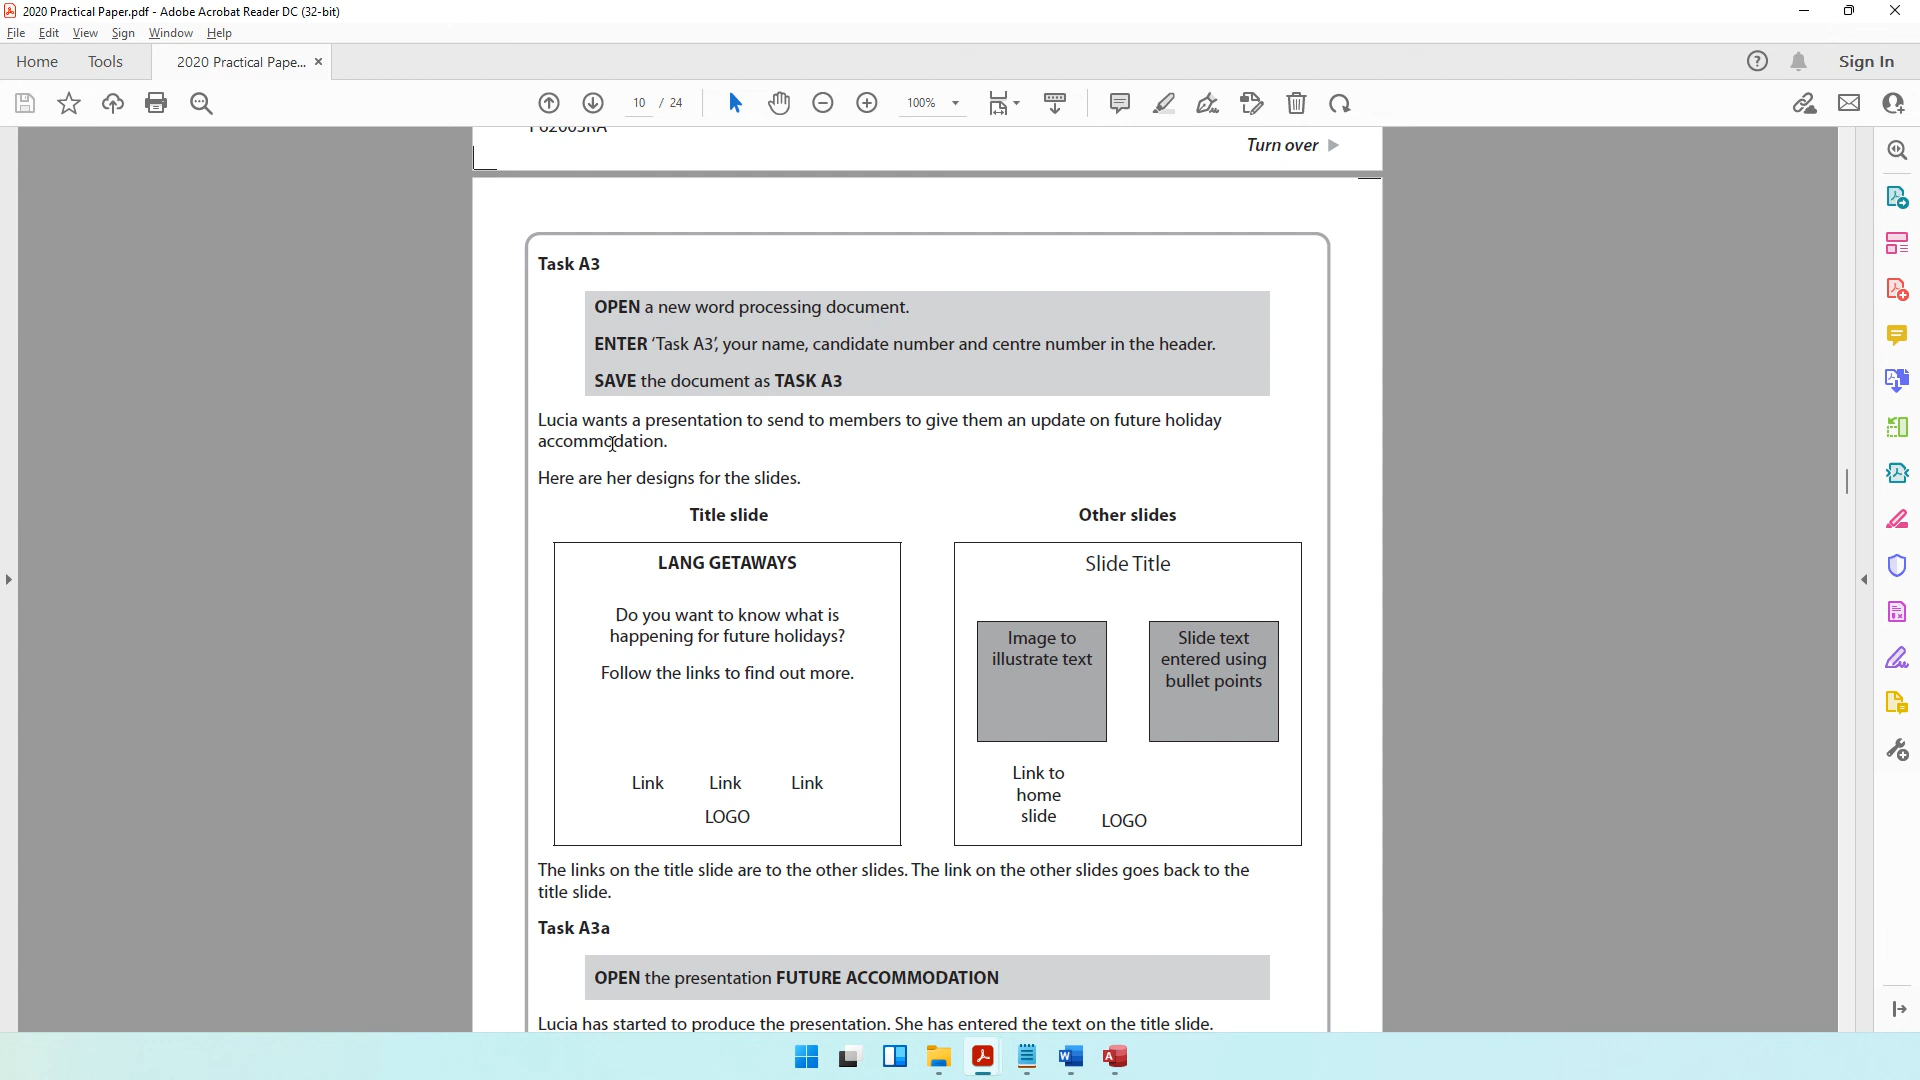 2020 Practical Paper.pdf - Adobe Acrobat Reader DC (32-bit)
File Edit View Sign Window Help
Home Tools 2020 Practical Pape... ×
Sign In
10 / 24 100%
Turn over
Task A3
OPEN a new word processing document.
ENTER ‘Task A3’, your name, candidate number and centre number in the header.
SAVE the document as TASK A3
Lucia wants a presentation to send to members to give them an update on future holiday
accommodation.
Here are her designs for the slides.
Title slide
LANG GETAWAYS
Do you want to know what is
happening for future holidays?
Follow the links to find out more.
Link Link Link
LOGO
Other slides
Slide Title
Image to
illustrate text
Slide text
entered using
bullet points
Link to
home
slide
LOGO
The links on the title slide are to the other slides. The link on the other slides goes back to the
title slide.
Task A3a
OPEN the presentation FUTURE ACCOMMODATION
Lucia has started to produce the presentation. She has entered the text on the title slide.